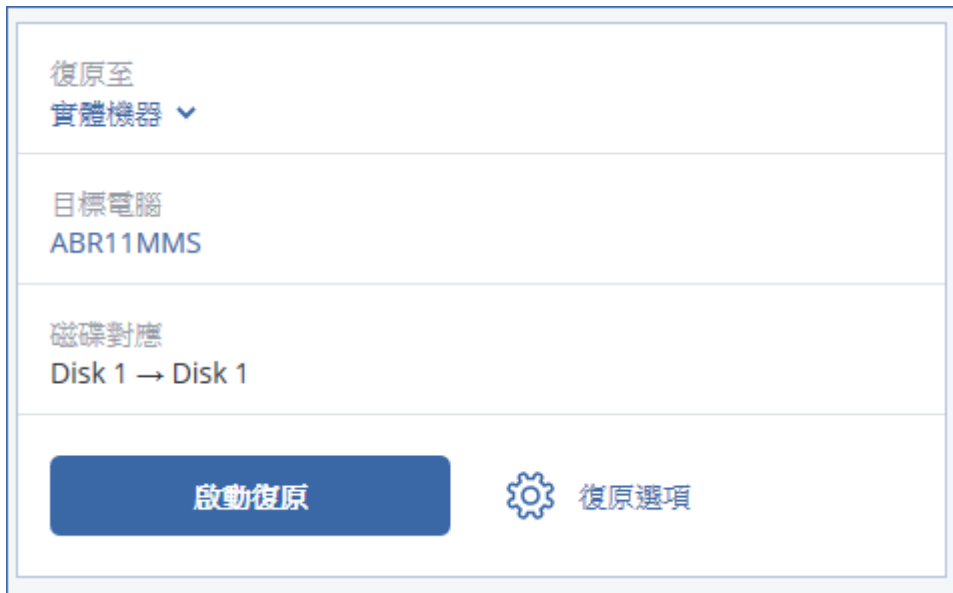 復原至
實體機器
目標電腦
ABR11MMS
磁碟對應
Disk 1 → Disk 1
啟動復原
復原選項